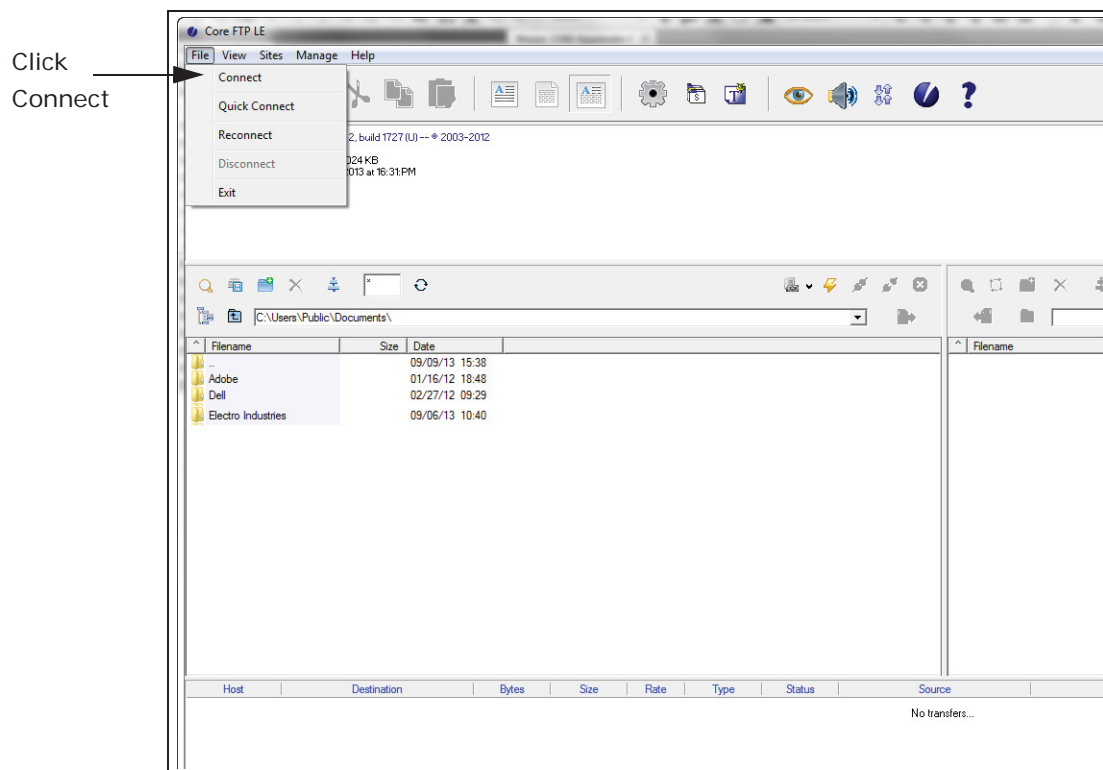 Core FTP LE
Click
Connect
File View Sites Manage Help
Connect
Quick Connect
Reconnect
Disconnect
Exit
2, build 1727 (U) -- © 2003-2012
024 KB
2013 at 16:31:PM
C:\Users\Public\Documents\
^ Filename Size Date
^ Filename
.. 09/09/13 15:38
Adobe 01/16/12 18:48
Dell 02/27/12 09:29
Electro Industries 09/06/13 10:40
Host Destination Bytes Size Rate Type Status Source
No transfers...